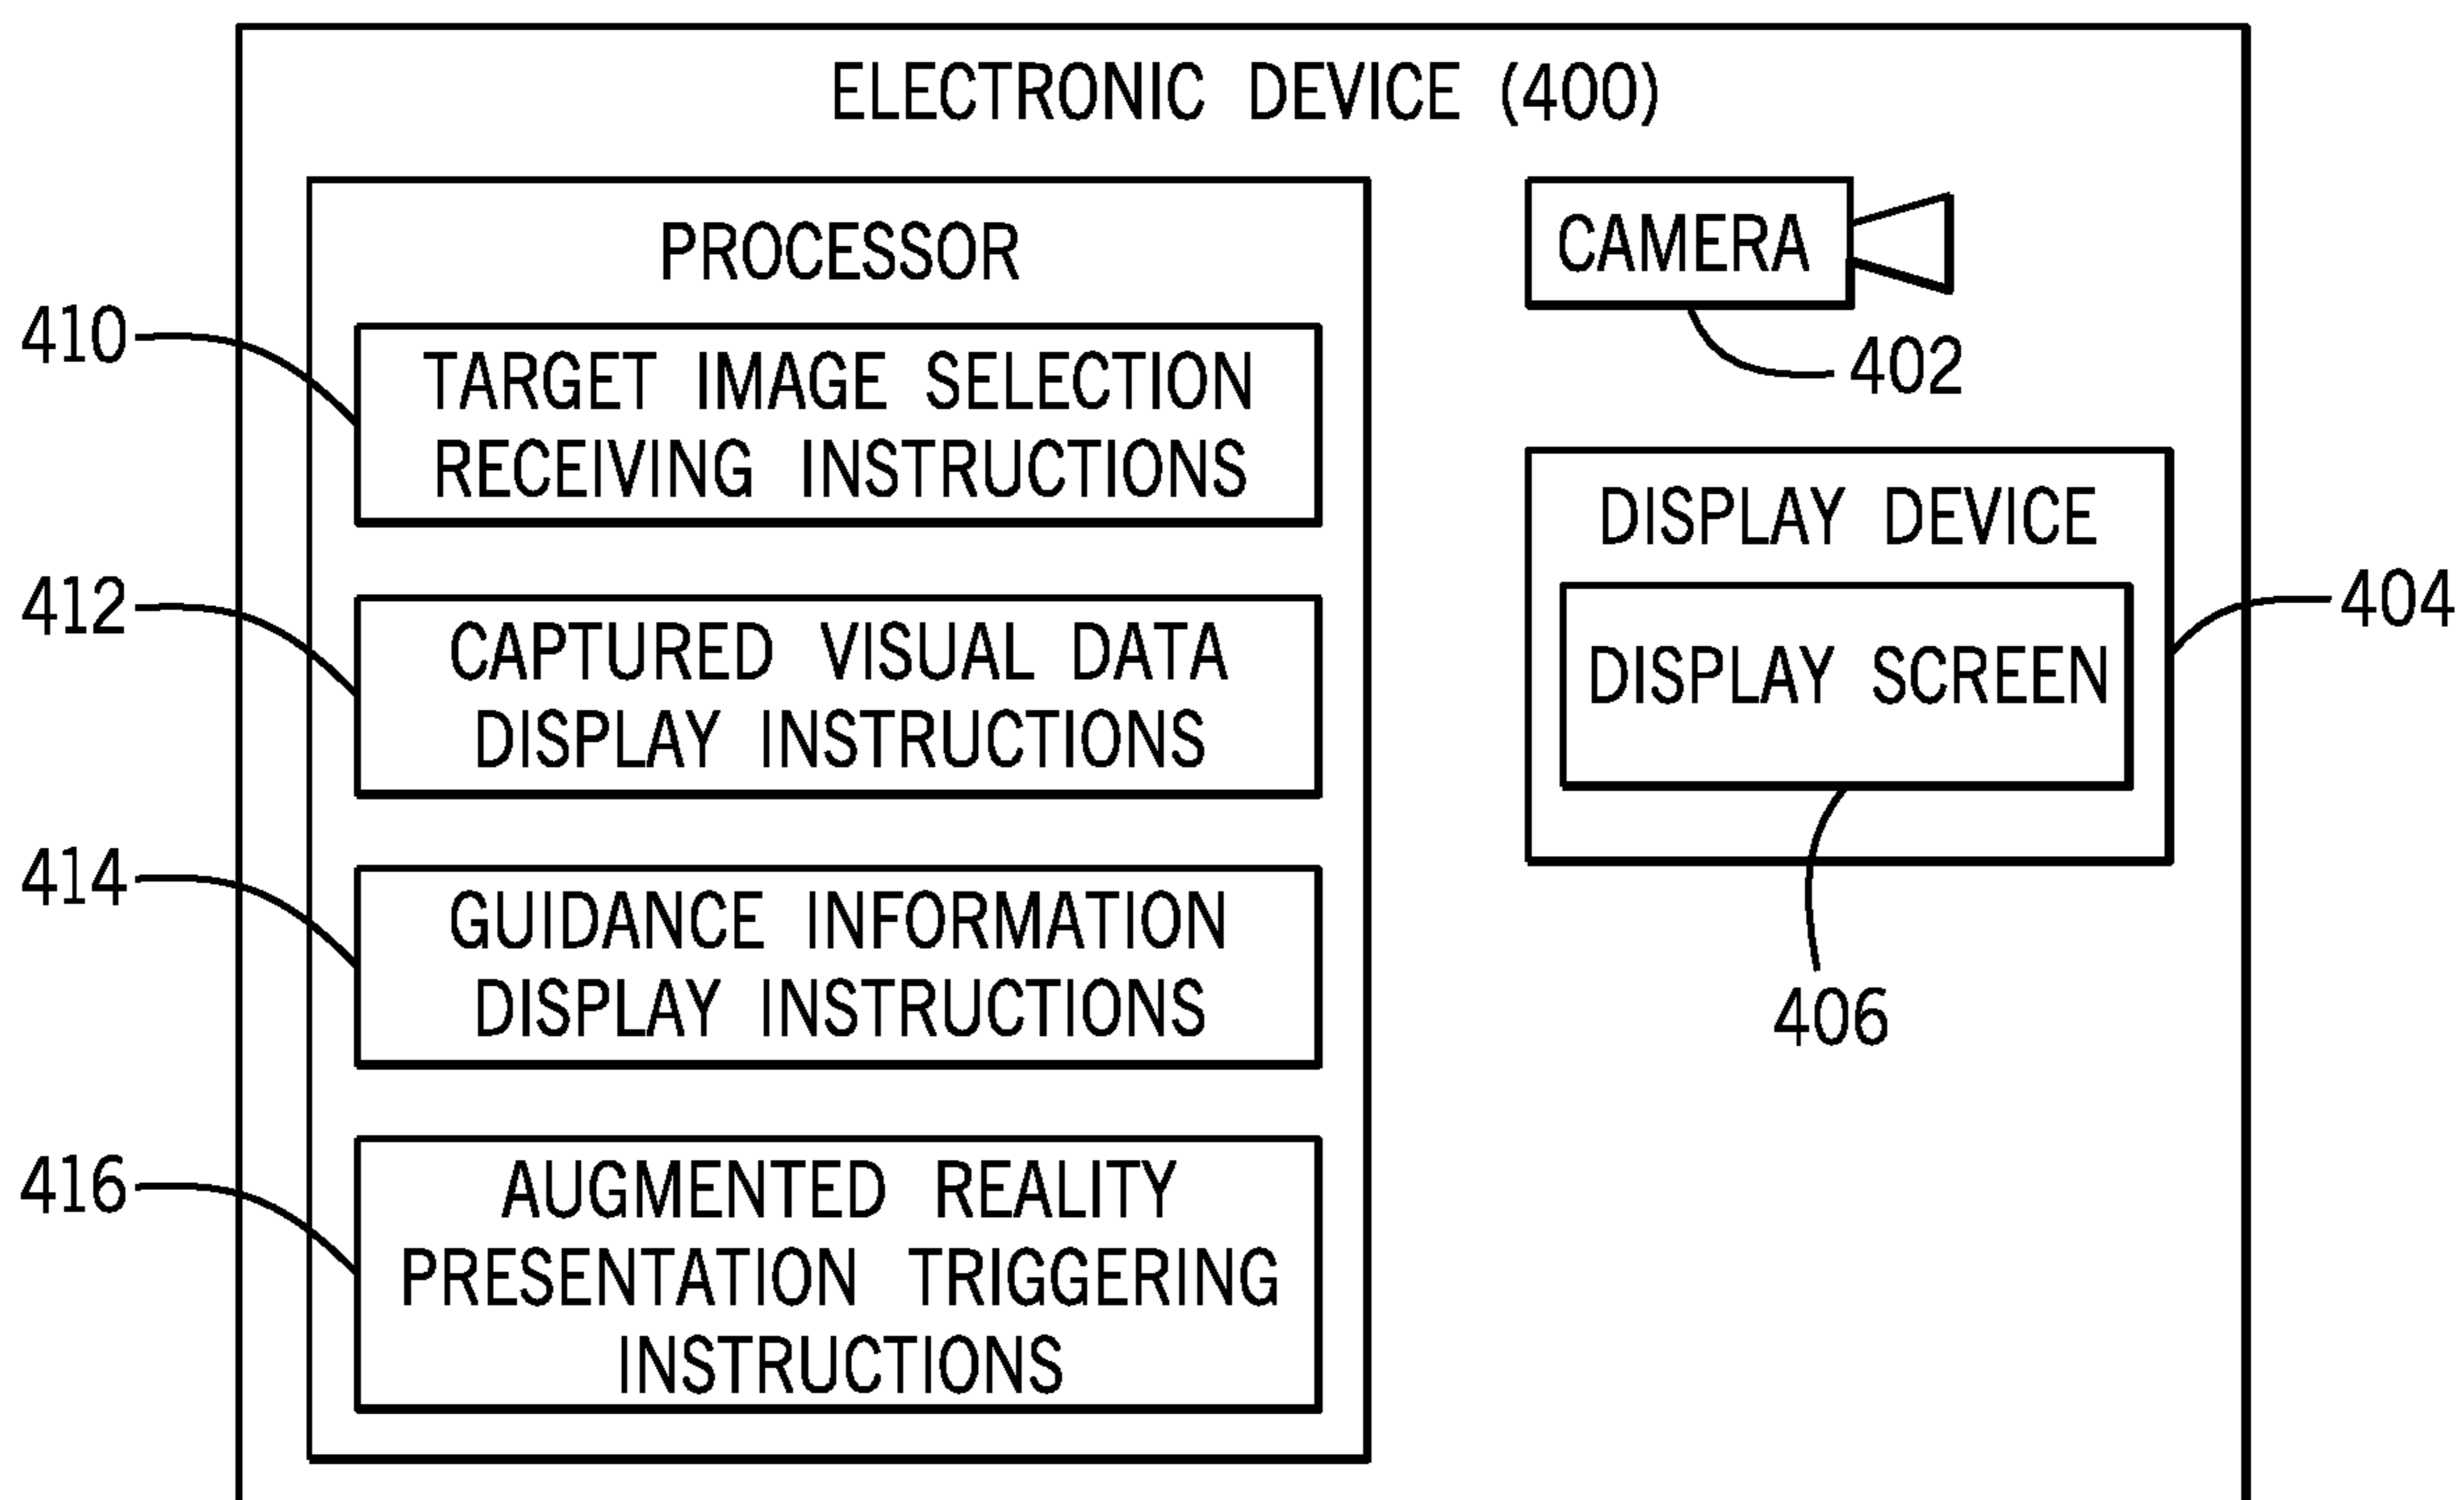 ELECTRONIC DEVICE (400)
PROCESSOR
410
TARGET IMAGE SELECTION
RECEIVING INSTRUCTIONS
412
CAPTURED VISUAL DATA
DISPLAY INSTRUCTIONS
414
GUIDANCE INFORMATION
DISPLAY INSTRUCTIONS
416
AUGMENTED REALITY
PRESENTATION TRIGGERING
INSTRUCTIONS
CAMERA
402
DISPLAY DEVICE
404
DISPLAY SCREEN
406